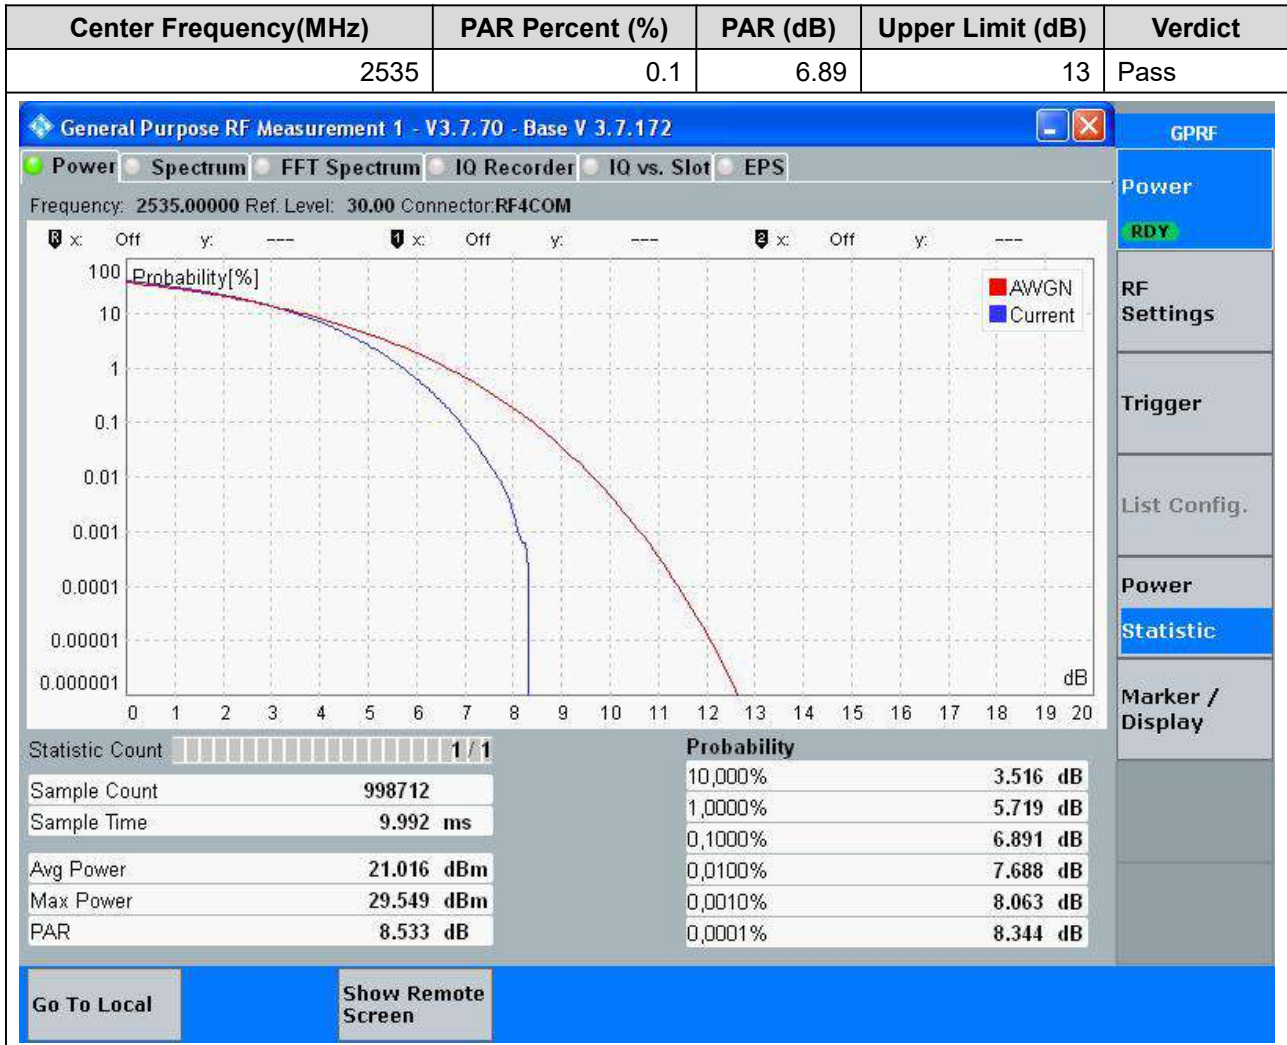 Center Frequency(MHz) PAR Percent (%) PAR (dB) Upper Limit (dB) Verdict
2535 0.1 6.89 13 Pass
General Purpose RF Measurement 1 - V3.7.70 - Base V 3.7.172
GPRF
Power Spectrum FFT Spectrum IQ Recorder IQ vs. Slot EPS
Frequency: 2535.00000 Ref. Level: 30.00 Connector:RF4COM
R x: Off y: --- 1 x: Off y: --- 2 x: Off y: ---
Probability[%]
AWGN
Current
100
10
1
0.1
0.01
0.001
0.0001
0.00001
0.000001
dB
0 1 2 3 4 5 6 7 8 9 10 11 12 13 14 15 16 17 18 19 20
Power
RDY
RF
Settings
Trigger
List Config.
Power
Statistic
Marker /
Display
Statistic Count 1 / 1
Sample Count 998712
Sample Time 9.992 ms
Avg Power 21.016 dBm
Max Power 29.549 dBm
PAR 8.533 dB
Probability
10,000% 3.516 dB
1,0000% 5.719 dB
0,1000% 6.891 dB
0,0100% 7.688 dB
0,0010% 8.063 dB
0,0001% 8.344 dB
Go To Local
Show Remote
Screen